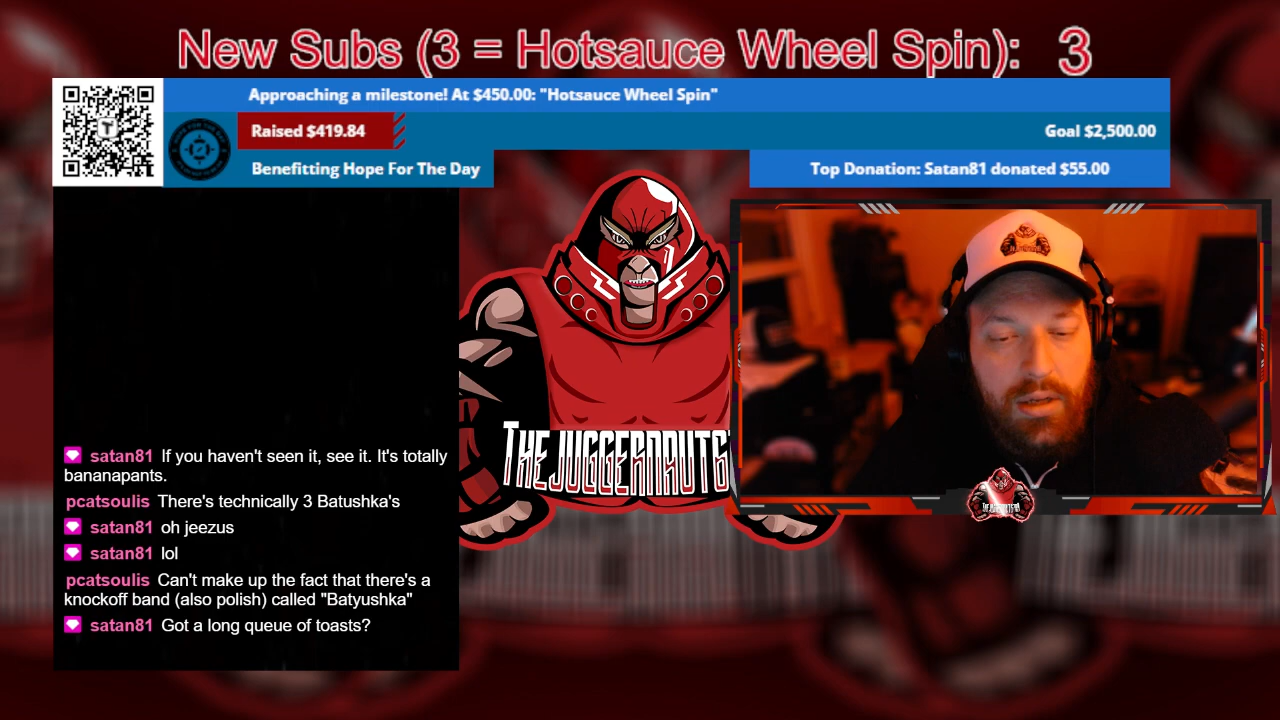 New Subs (3 = Hotsauce Wheel Spin): 3
Approaching a milestone! At $450.00: "Hotsauce Wheel Spin"
Raised $419.84
Goal $2,500.00
Benefitting Hope For The Day
Top Donation: Satan81 donated $55.00
satan81 If you haven't seen it, see it. It's totally
bananapants.
pcatsoulis There's technically 3 Batushka's
satan81 oh jeezus
satan81 lol
pcatsoulis Can't make up the fact that there's a
knockoff band (also polish) called "Batyushka"
satan81 Got a long queue of toasts?
THEJUGGERNAUTG